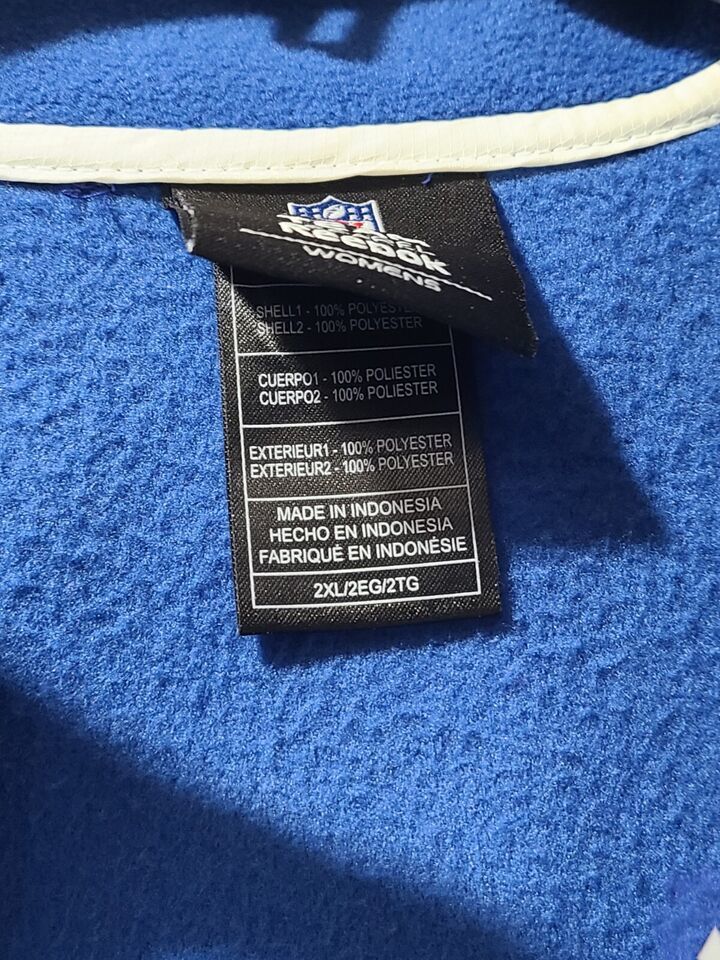 Reebok
WOMENS
SHELL1 - 100% POLYESTER
SHELL2 - 100% POLYESTER
CUERPO1 - 100% POLIESTER
CUERPO2 - 100% POLIESTER
EXTERIEUR1 - 100% POLYESTER
EXTERIEUR2 - 100% POLYESTER
MADE IN INDONESIA
HECHO EN INDONESIA
FABRIQUÉ EN INDONÉSIE
2XL/2EG/2TG